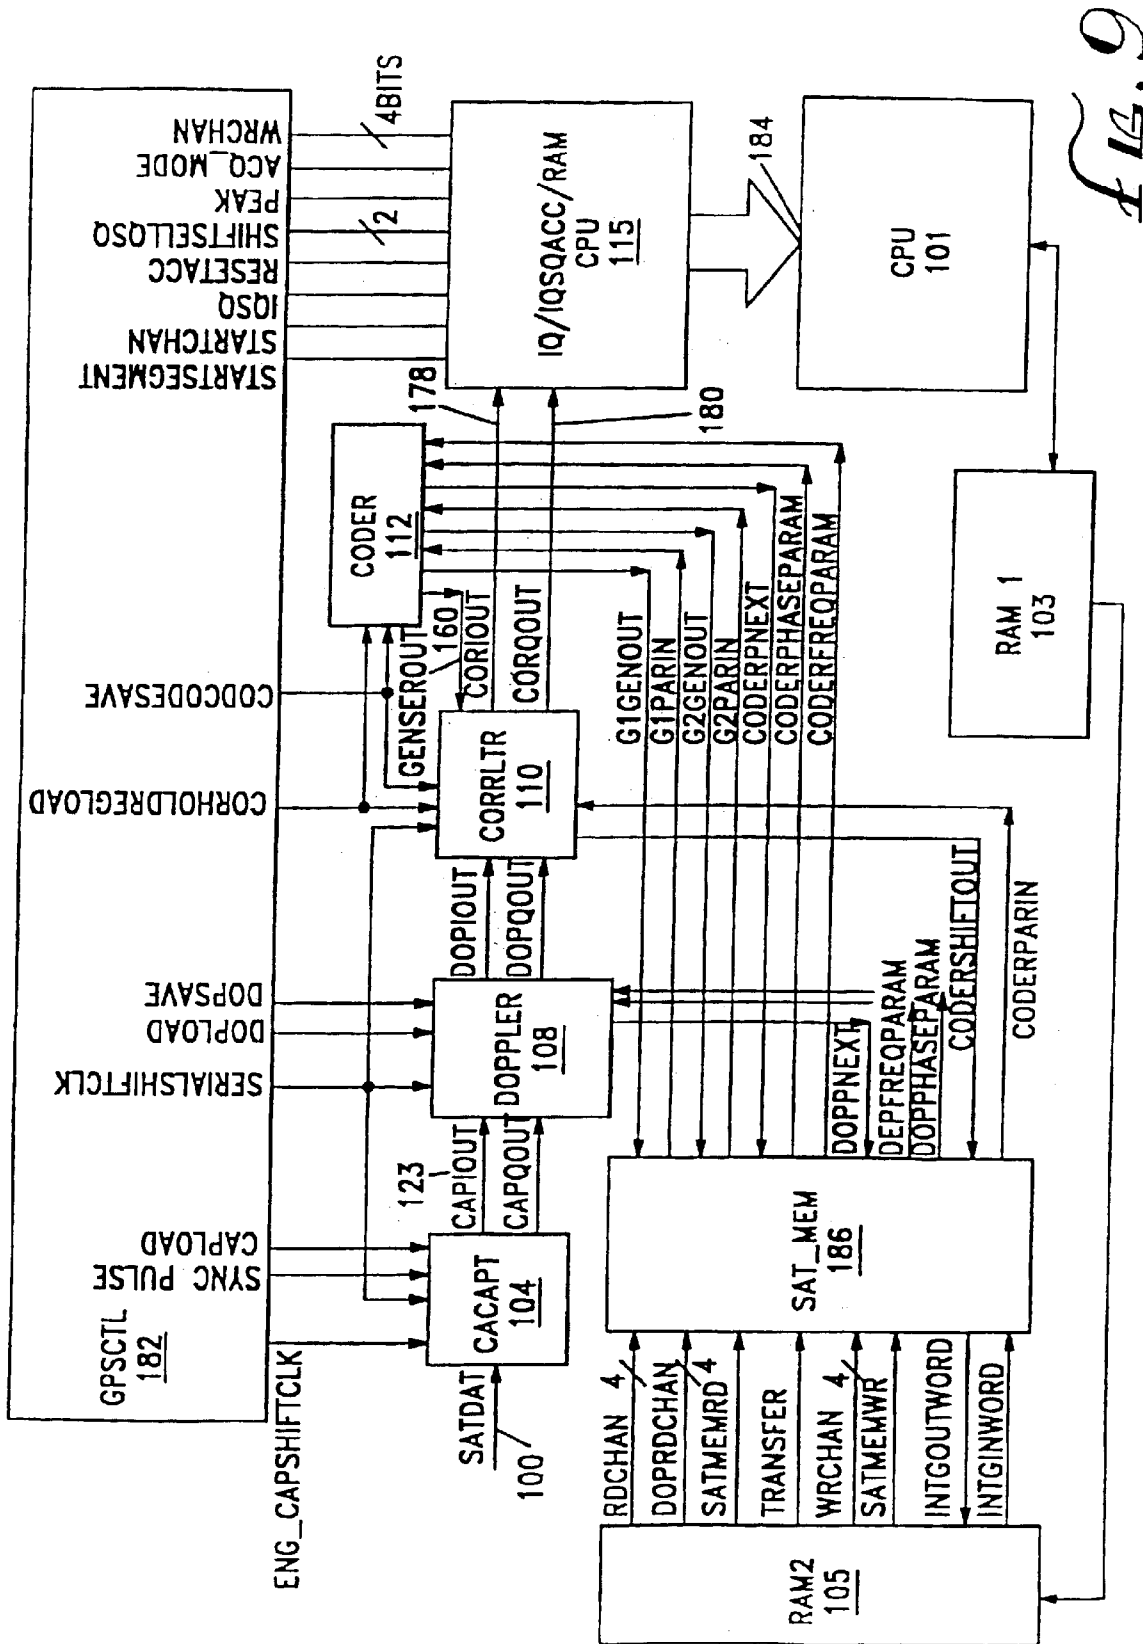 GPSCTL
182
ENG_CAPSHIFTCLK
SYNC PULSE
CAPLOAD
SERIALSHIFTCLK
DOPLOAD
DOPSAVE
CORHOLDREGLOAD
CODCODESAVE
STARTSEGMENT
STARTCHAN
IQSQ
RESETACC
SHIFTSELLQSQ
2
PEAK
ACQ_MODE
WRCHAN
4BITS
SATDAT
100
CACAPT
104
123
CAPIOUT
CAPQOUT
DOPPLER
108
DOPIOUT
DOPQOUT
CORRLTR
110
GENSEROUT
160
CORIOUT
CORQOUT
CODER
112
178
180
IQ/IQSQACC/RAM
CPU
115
184
CPU
101
RAM 1
103
G1GENOUT
G1PARIN
G2GENOUT
G2PARIN
CODERPNEXT
CODERPHASEPARAM
CODERFREQPARAM
DOPPNEXT
DEPFREQPARAM
DOPPHASEPARAM
CODERSHIFTOUT
CODERPARIN
SAT_MEM
186
RDCHAN
4
DOPRDCHAN
4
SATMEMRD
TRANSFER
WRCHAN
4
SATMEMWR
INTGOUTWORD
INTGINWORD
RAM2
105
FIG. 9